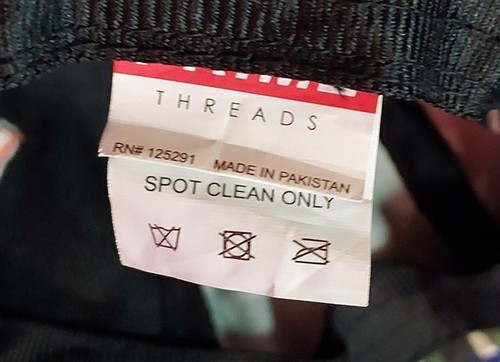 THREADS
RN# 125291 MADE IN PAKISTAN
SPOT CLEAN ONLY